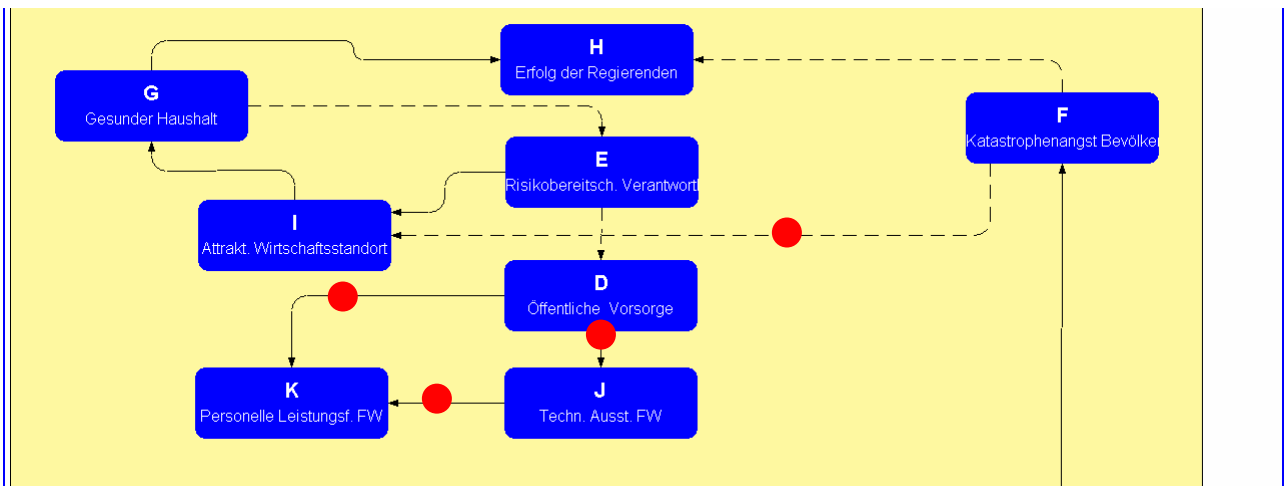 H
Erfolg der Regierenden
G
Gesunder Haushalt
F
Katastrophenangst Bevölker
E
Risikobereitsch. Verantwortl
I
Attrakt. Wirtschaftsstandort
D
Öffentliche Vorsorge
K
Personelle Leistungsf. FW
J
Techn. Ausst. FW